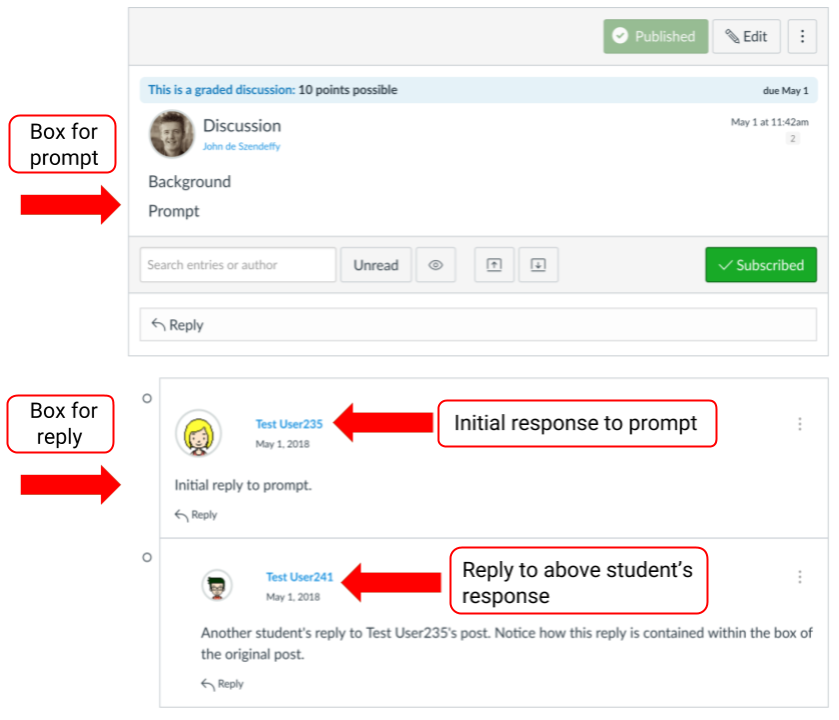 Published
Edit
This is a graded discussion: 10 points possible
due May 1
Box for
prompt
Discussion
John de Szendeffy
May 1 at 11:42am
2
Background
Prompt
Search entries or author
Unread
Subscribed
Reply
Box for
reply
Test User235
May 1, 2018
Initial response to prompt
Initial reply to prompt.
Reply
Test User241
May 1, 2018
Reply to above student's
response
Another student's reply to Test User235's post. Notice how this reply is contained within the box of
the original post.
Reply